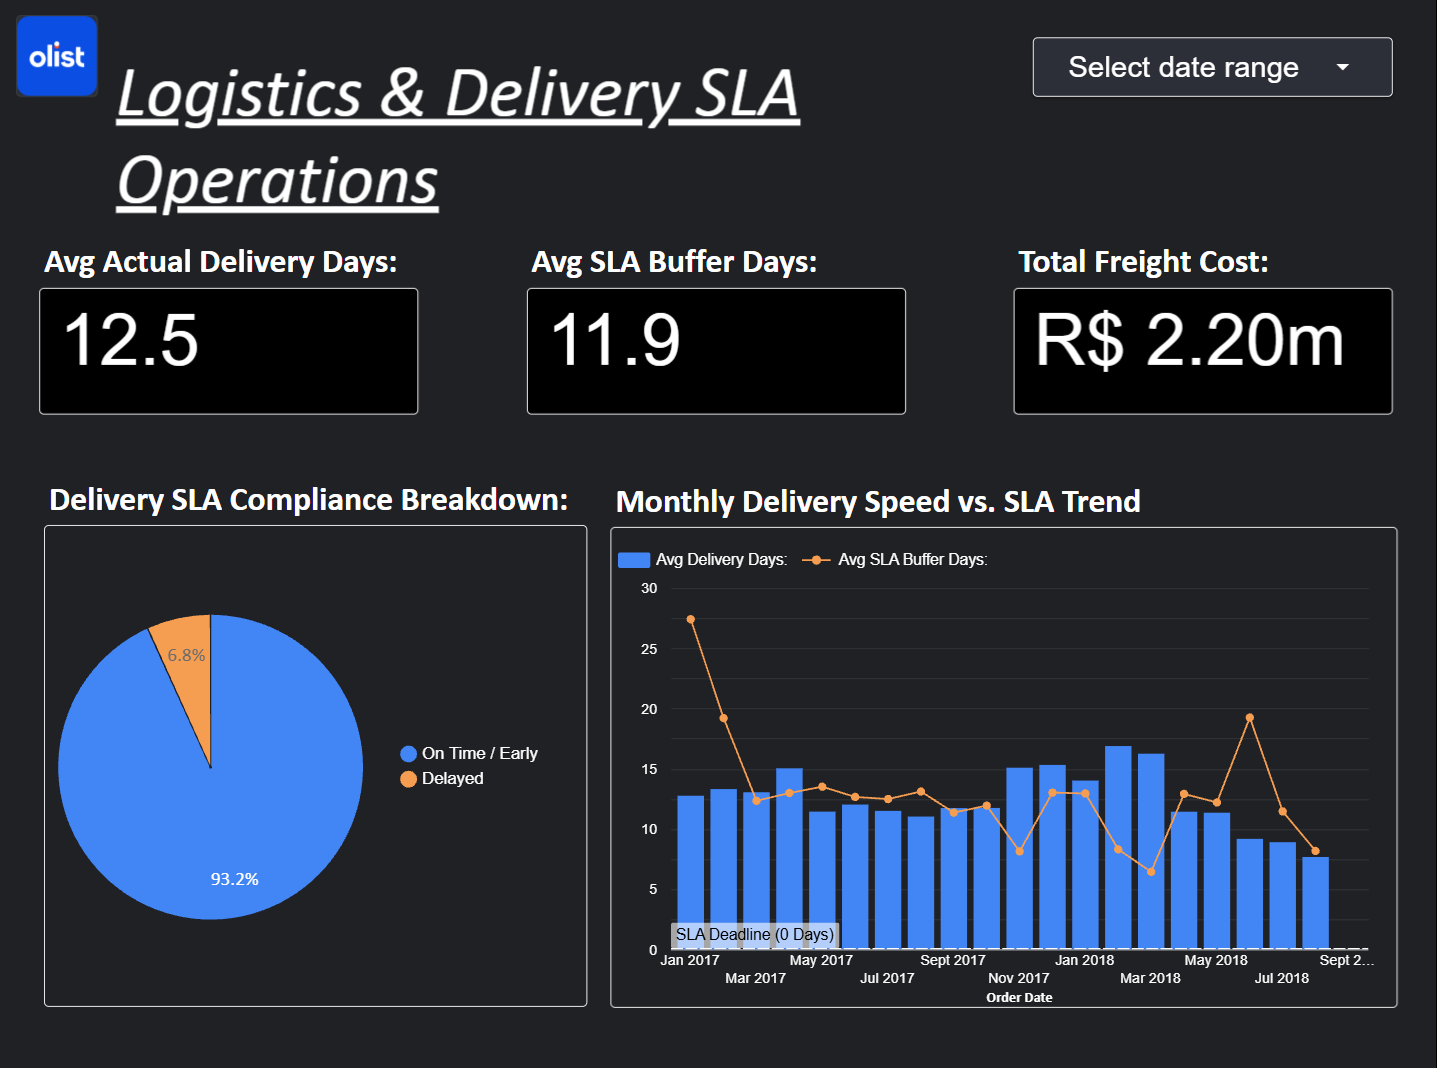 olist
Logistics & Delivery SLA
Operations
Select date range
Avg Actual Delivery Days:
12.5
Avg SLA Buffer Days:
11.9
Total Freight Cost:
R$ 2.20m
Delivery SLA Compliance Breakdown:
6.8%
93.2%
On Time / Early
Delayed
Monthly Delivery Speed vs. SLA Trend
Avg Delivery Days:
Avg SLA Buffer Days:
30
25
20
15
10
5
0
SLA Deadline (0 Days)
Jan 2017
Mar 2017
May 2017
Jul 2017
Sept 2017
Nov 2017
Jan 2018
Mar 2018
May 2018
Jul 2018
Sept 2...
Order Date